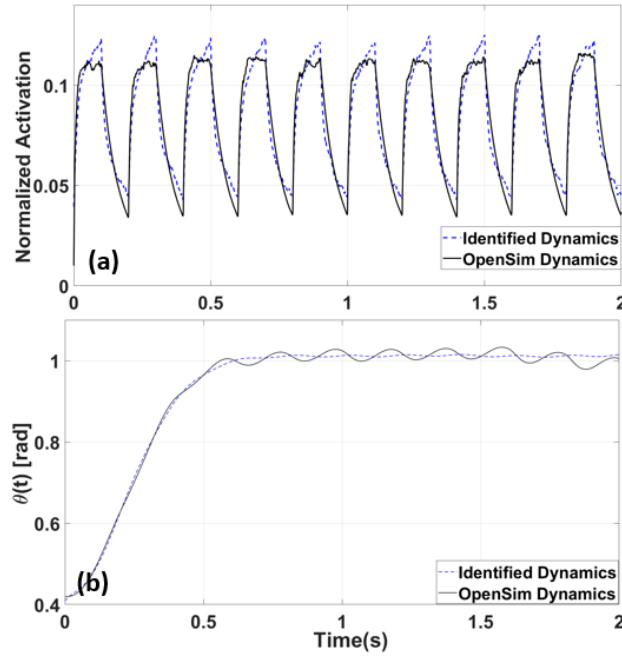 Normalized Activation
0.1
0.05
0
(a)
Identified Dynamics
OpenSim Dynamics
0 0.5 1 1.5 2
θ(t) [rad]
1
0.8
0.6
0.4
(b)
Identified Dynamics
OpenSim Dynamics
0 0.5 1 1.5 2
Time(s)